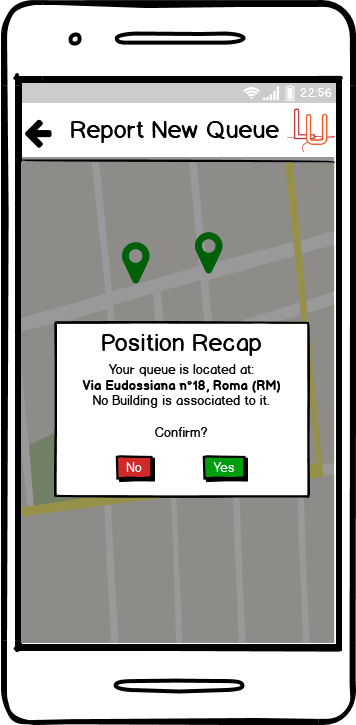 22:56
Report New Queue
LU
Position Recap
Your queue is located at:
Via Eudossiana n°18, Roma (RM)
No Building is associated to it.
Confirm?
No Yes